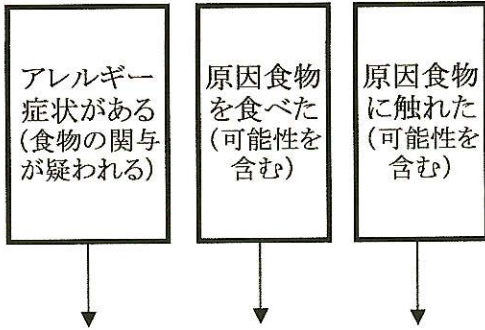 アレルギー
症状がある
(食物の関与
が疑われる)
原因食物
を食べた
(可能性を
含む)
原因食物
に触れた
(可能性を
含む)